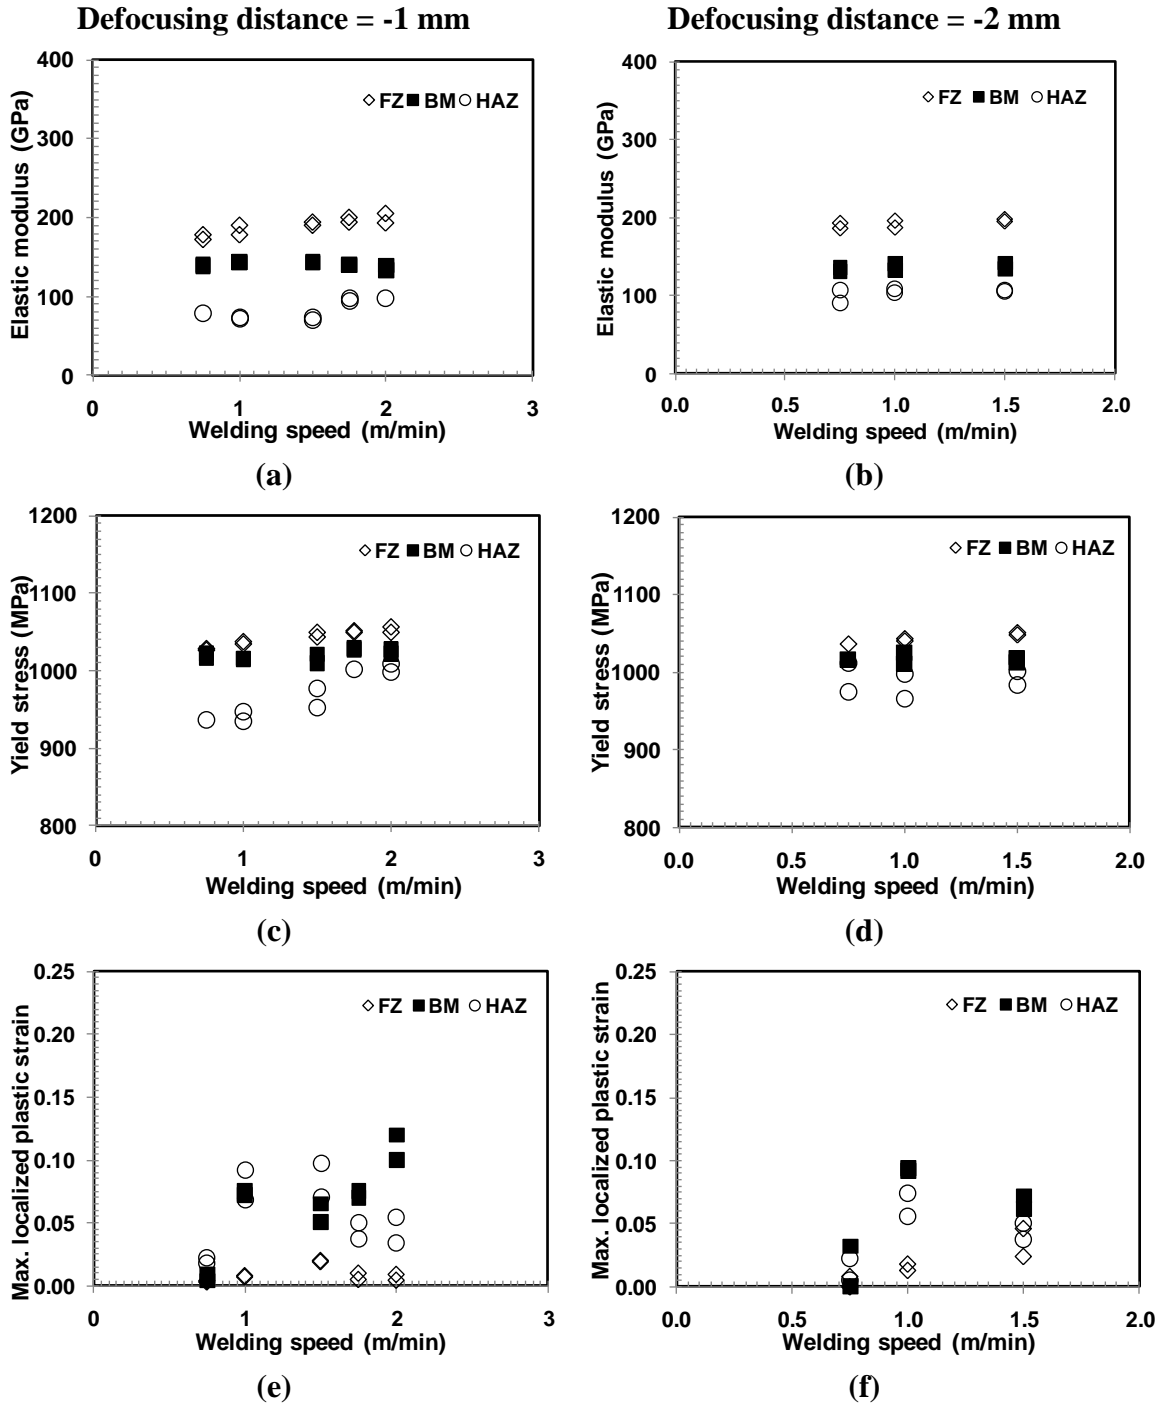 Defocusing distance = -1 mm
Defocusing distance = -2 mm
Elastic modulus (GPa)
400
300
200
100
0
FZ BM HAZ
0 1 2 3
Welding speed (m/min)
(a)
Elastic modulus (GPa)
400
300
200
100
0
FZ BM HAZ
0.0 0.5 1.0 1.5 2.0
Welding speed (m/min)
(b)
Yield stress (MPa)
1200
1100
1000
900
800
FZ BM HAZ
0 1 2 3
Welding speed (m/min)
(c)
Yield stress (MPa)
1200
1100
1000
900
800
FZ BM HAZ
0.0 0.5 1.0 1.5 2.0
Welding speed (m/min)
(d)
Max. localized plastic strain
0.25
0.20
0.15
0.10
0.05
0.00
FZ BM HAZ
0 1 2 3
Welding speed (m/min)
(e)
Max. localized plastic strain
0.25
0.20
0.15
0.10
0.05
0.00
FZ BM HAZ
0.0 0.5 1.0 1.5 2.0
Welding speed (m/min)
(f)